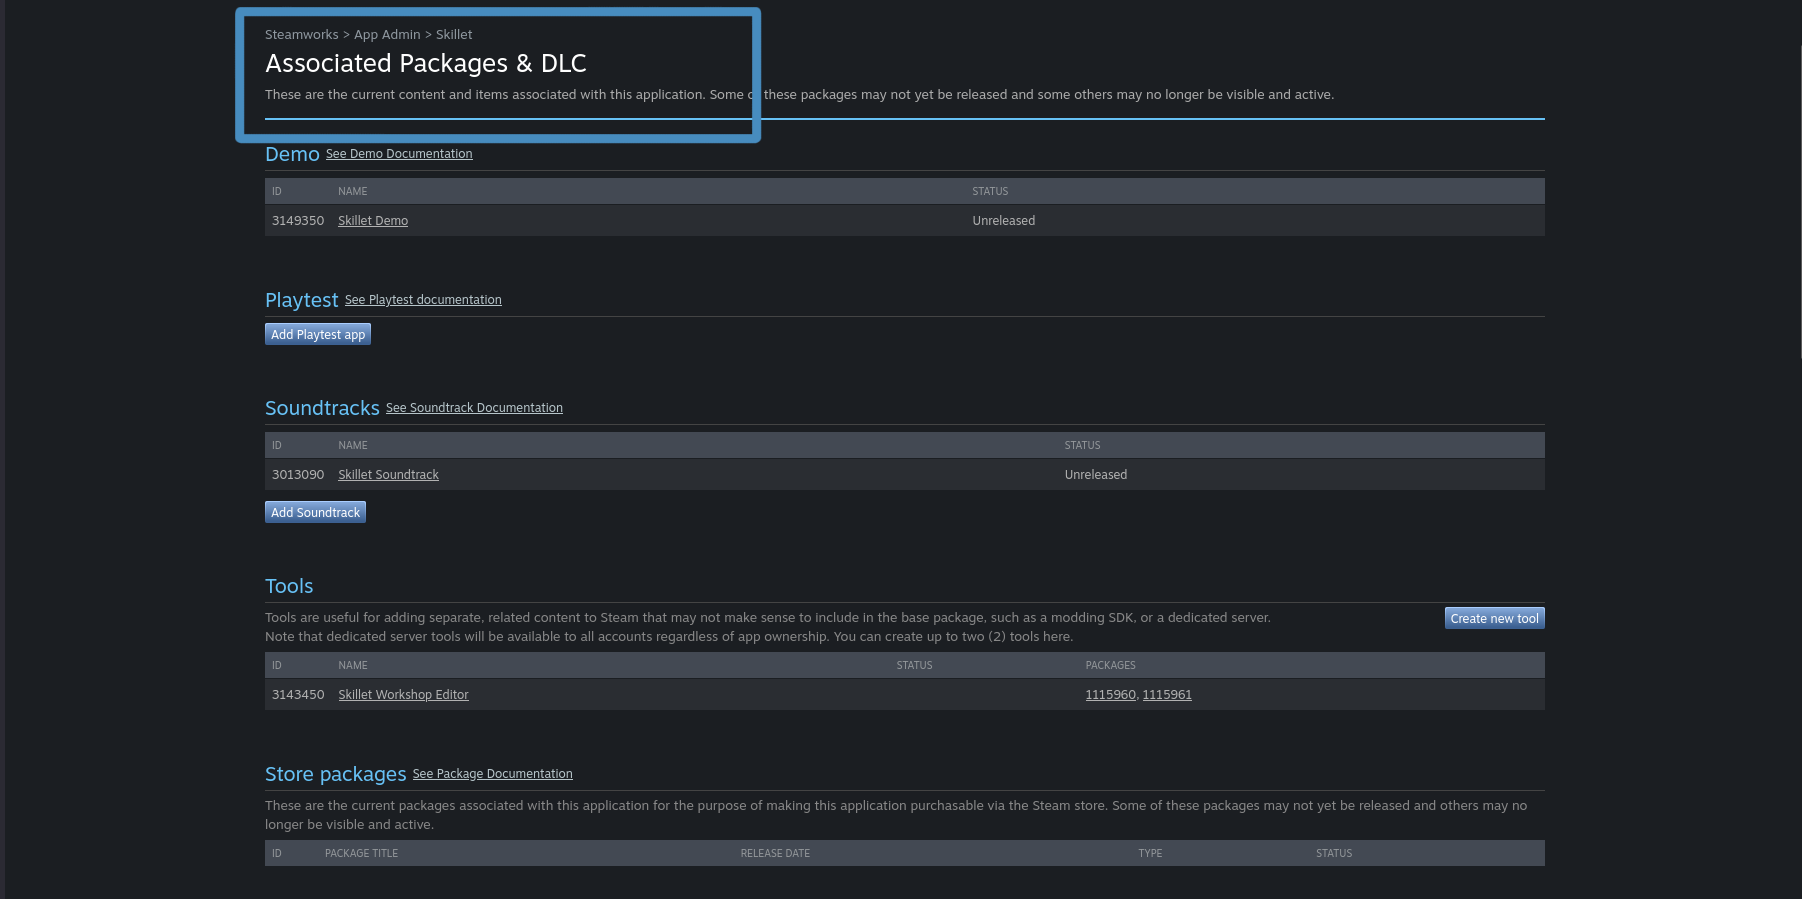 Steamworks > App Admin > Skillet
Associated Packages & DLC
These are the current content and items associated with this application. Some of these packages may not yet be released and some others may no longer be visible and active.
Demo See Demo Documentation
ID NAME STATUS
3149350 Skillet Demo Unreleased
Playtest See Playtest documentation
Add Playtest app
Soundtracks See Soundtrack Documentation
ID NAME STATUS
3013090 Skillet Soundtrack Unreleased
Add Soundtrack
Tools
Tools are useful for adding separate, related content to Steam that may not make sense to include in the base package, such as a modding SDK, or a dedicated server.
Create new tool
Note that dedicated server tools will be available to all accounts regardless of app ownership. You can create up to two (2) tools here.
ID NAME STATUS PACKAGES
3143450 Skillet Workshop Editor 1115960, 1115961
Store packages See Package Documentation
These are the current packages associated with this application for the purpose of making this application purchasable via the Steam store. Some of these packages may not yet be released and others may no
longer be visible and active.
ID PACKAGE TITLE RELEASE DATE TYPE STATUS